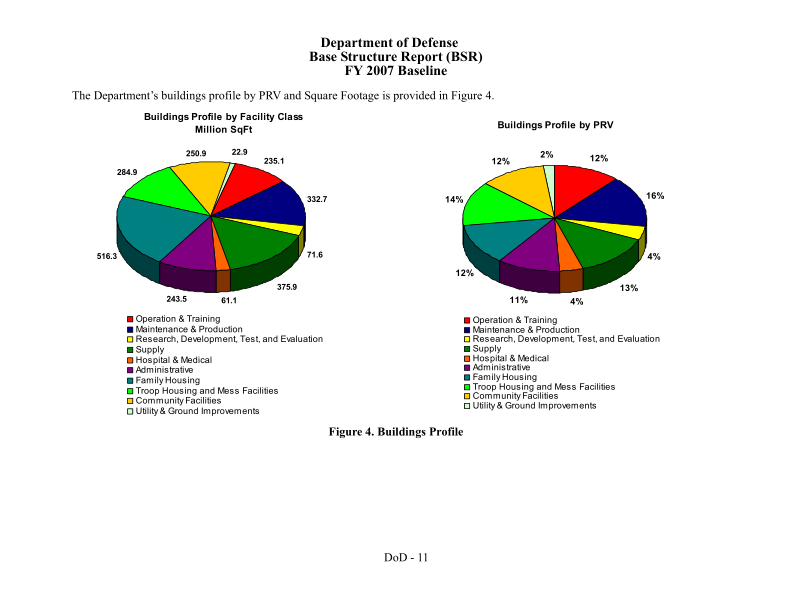 Department of Defense
Base Structure Report (BSR)
FY 2007 Baseline
The Department's buildings profile by PRV and Square Footage is provided in Figure 4.
Buildings Profile by Facility Class
Million SqFt
250.9
22.9
235.1
284.9
332.7
516.3
71.6
375.9
243.5
61.1
Operation & Training
Maintenance & Production
Research, Development, Test, and Evaluation
Supply
Hospital & Medical
Administrative
Family Housing
Troop Housing and Mess Facilities
Community Facilities
Utility & Ground Improvements
Buildings Profile by PRV
12%
2%
12%
14%
16%
4%
12%
13%
11%
4%
Operation & Training
Maintenance & Production
Research, Development, Test, and Evaluation
Supply
Hospital & Medical
Administrative
Family Housing
Troop Housing and Mess Facilities
Community Facilities
Utility & Ground Improvements
Figure 4. Buildings Profile
DoD - 11